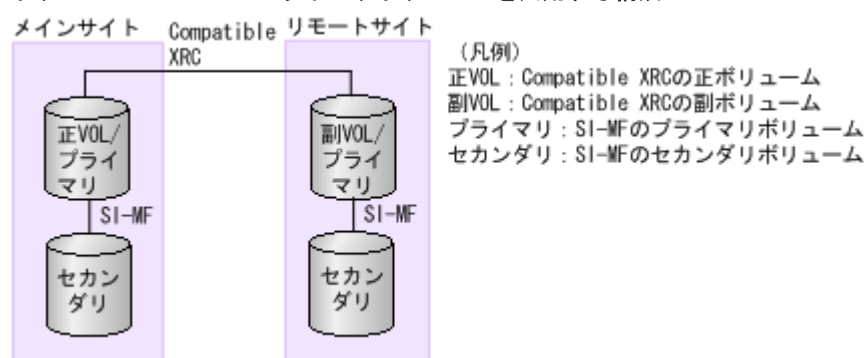 メインサイト
Compatible
XRC
リモートサイト
正VOL/
プライ
マリ
SI-MF
セカン
ダリ
副VOL/
プライ
マリ
SI-MF
セカン
ダリ
(凡例)
正VOL：Compatible XRCの正ボリューム
副VOL：Compatible XRCの副ボリューム
プライマリ：SI-MFのプライマリボリューム
セカンダリ：SI-MFのセカンダリボリューム